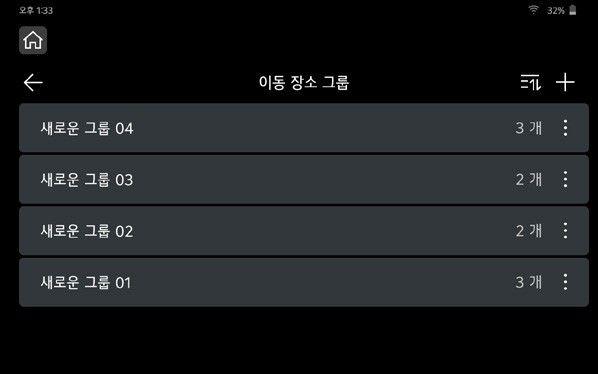 오후 1:33 32%
이동 장소 그룹
새로운 그룹 04 3 개
새로운 그룹 03 2 개
새로운 그룹 02 2 개
새로운 그룹 01 3 개